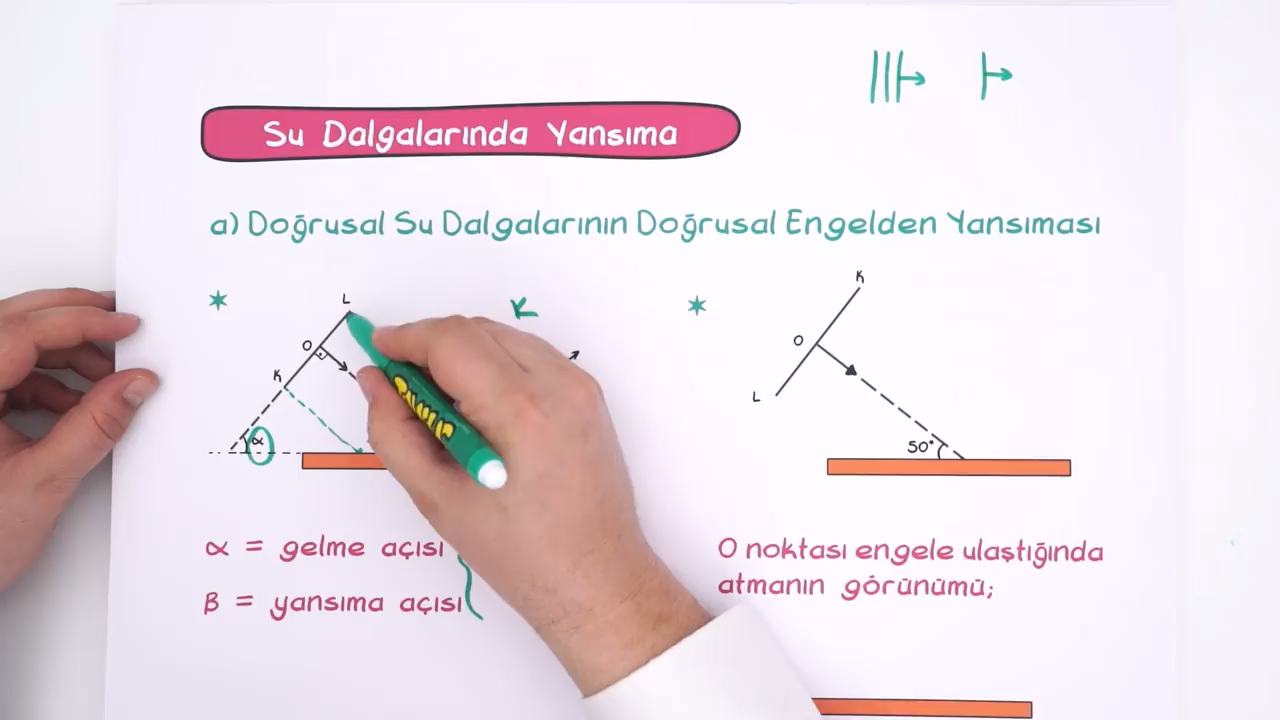 Su Dalgalarında Yansıma
a) Doğrusal Su Dalgalarının Doğrusal Engelden Yansıması
L
O
K
α
K
K
O
L
50°
α = gelme açısı
β = yansıma açısı
O noktası engele ulaştığında
atmanın görünümü;